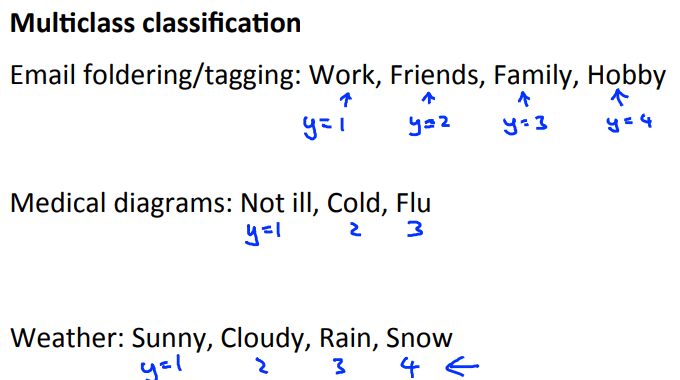 Multiclass classification
Email foldering/tagging: Work, Friends, Family, Hobby
y=1 y=2 y=3 y=4
Medical diagrams: Not ill, Cold, Flu
y=1 2 3
Weather: Sunny, Cloudy, Rain, Snow
y=1 2 3 4 ←